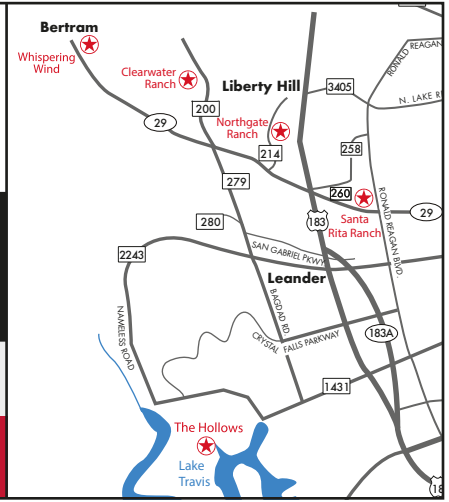 Bertram
Whispering
Wind
Clearwater
Ranch
Liberty Hill
RONALD REAGAN
3405
N. LAKE
200
29
Northgate
Ranch
214
258
279
260
RONALD REAGAN BLVD.
29
280
183
Santa
Rita Ranch
2243
SAN GABRIEL PKWY
Leander
BAGDAD RD.
NAMELESS ROAD
CRYSTAL FALLS PARKWAY
183A
1431
The Hollows
Lake
Travis
18